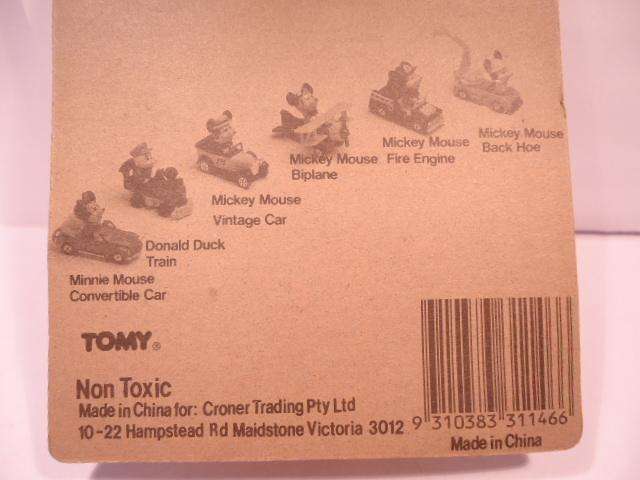 Mickey Mouse
Back Hoe
Mickey Mouse
Fire Engine
Mickey Mouse
Biplane
Mickey Mouse
Vintage Car
Donald Duck
Train
Minnie Mouse
Convertible Car
TOMY®
Non Toxic
Made in China for: Croner Trading Pty Ltd
10-22 Hampstead Rd Maidstone Victoria 3012
9 310383 311466
Made in China